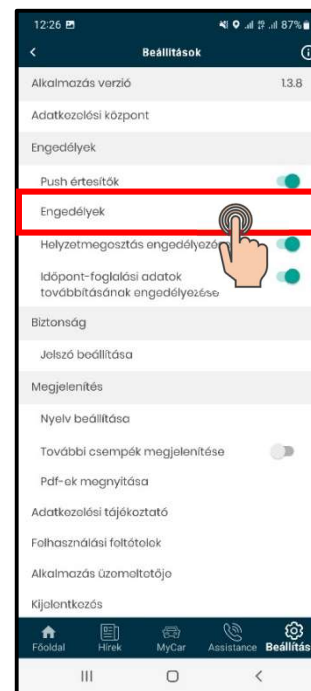 12:26 87%
Beállítások
Alkalmazás verzió 1.3.8
Adatkezelési központ
Engedélyek
Push értesítők
Engedélyek
Helyzetmegosztás engedélyezé
Időpont-foglalási adatok
továbbításának engedélyezése
Biztonság
Jelszó beállítása
Megjelenítés
Nyelv beállítása
További csempék megjelenítése
Pdf-ek megnyitása
Adatkezelési tájékoztató
Felhasználási feltételek
Alkalmazás üzemeltetője
Kijelentkezés
Főoldal Hírek MyCar Assistance Beállítás